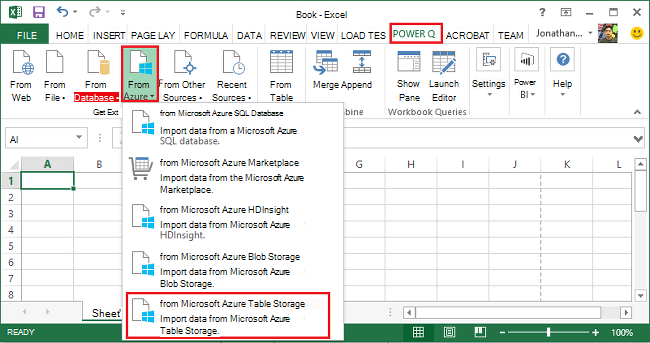 Book - Excel
FILE HOME INSERT PAGE LAY FORMULA DATA REVIEW VIEW LOAD TES POWER Q ACROBAT TEAM Jonathan...
From Web
From File
From Database
From Azure
From Other Sources
Recent Sources
From Table
Merge Append
Show Pane
Launch Editor
Settings
Power BI
Help
Get Ext
bine
Workbook Queries
AI
from Microsoft Azure SQL Database
Import data from a Microsoft Azure
SQL database.
from Microsoft Azure Marketplace
Import data from the Microsoft Azure
Marketplace.
from Microsoft Azure HDInsight
Import data from Microsoft Azure
HDInsight.
from Microsoft Azure Blob Storage
Import data from Microsoft Azure
Blob Storage.
from Microsoft Azure Table Storage
Import data from Microsoft Azure
Table Storage.
A B G H I J K L
1
2
3
4
5
6
7
8
Sheet
READY
100%